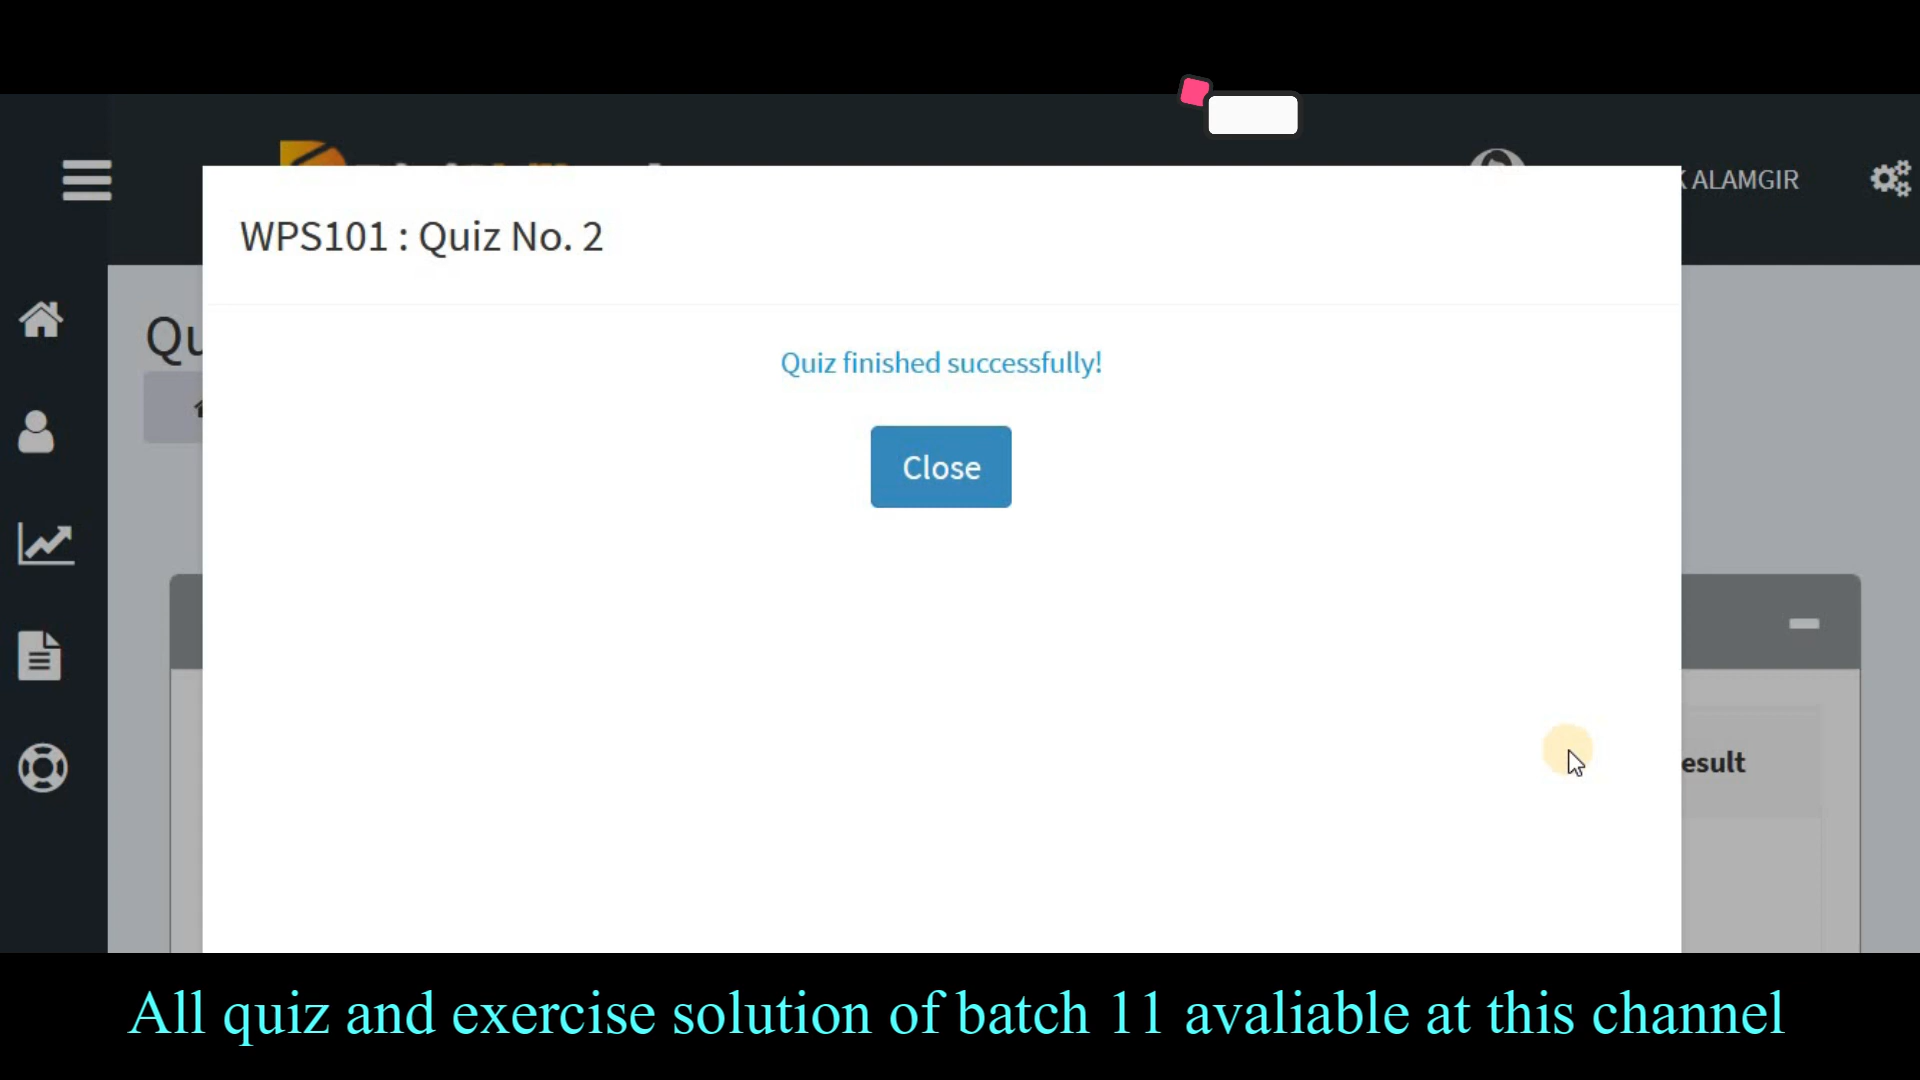 K ALAMGIR
WPS101 : Quiz No. 2
Qu
Quiz finished successfully!
Close
esult
All quiz and exercise solution of batch 11 avaliable at this channel